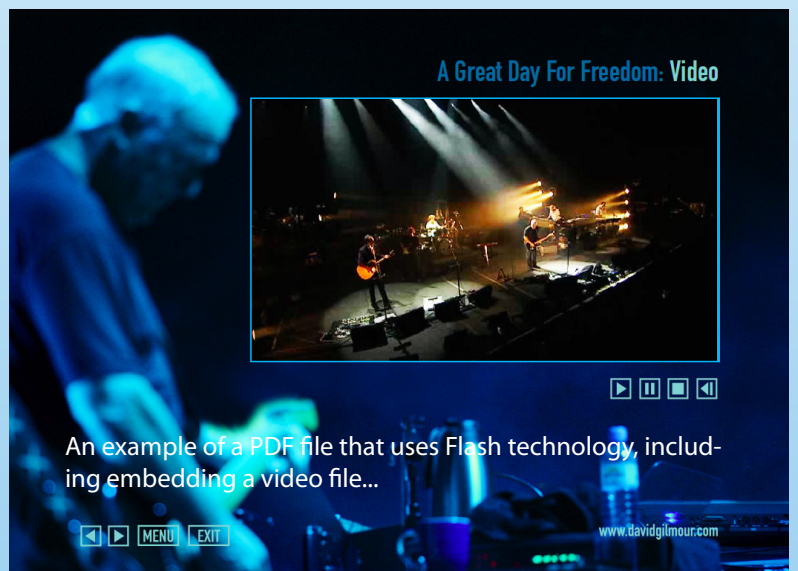 A Great Day For Freedom: Video
An example of a PDF file that uses Flash technology, includ-
ing embedding a video file...
MENU EXIT
www.davidgilmour.com